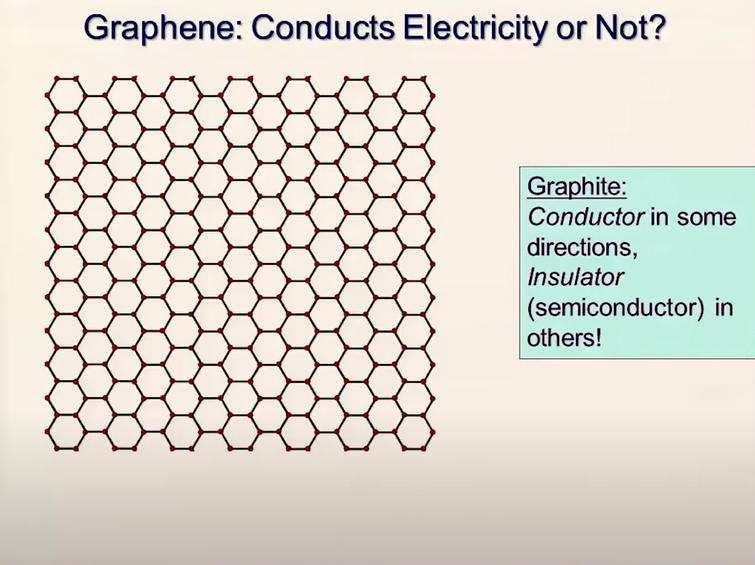 Graphene: Conducts Electricity or Not?
Graphite:
Conductor in some
directions,
Insulator
(semiconductor) in
others!